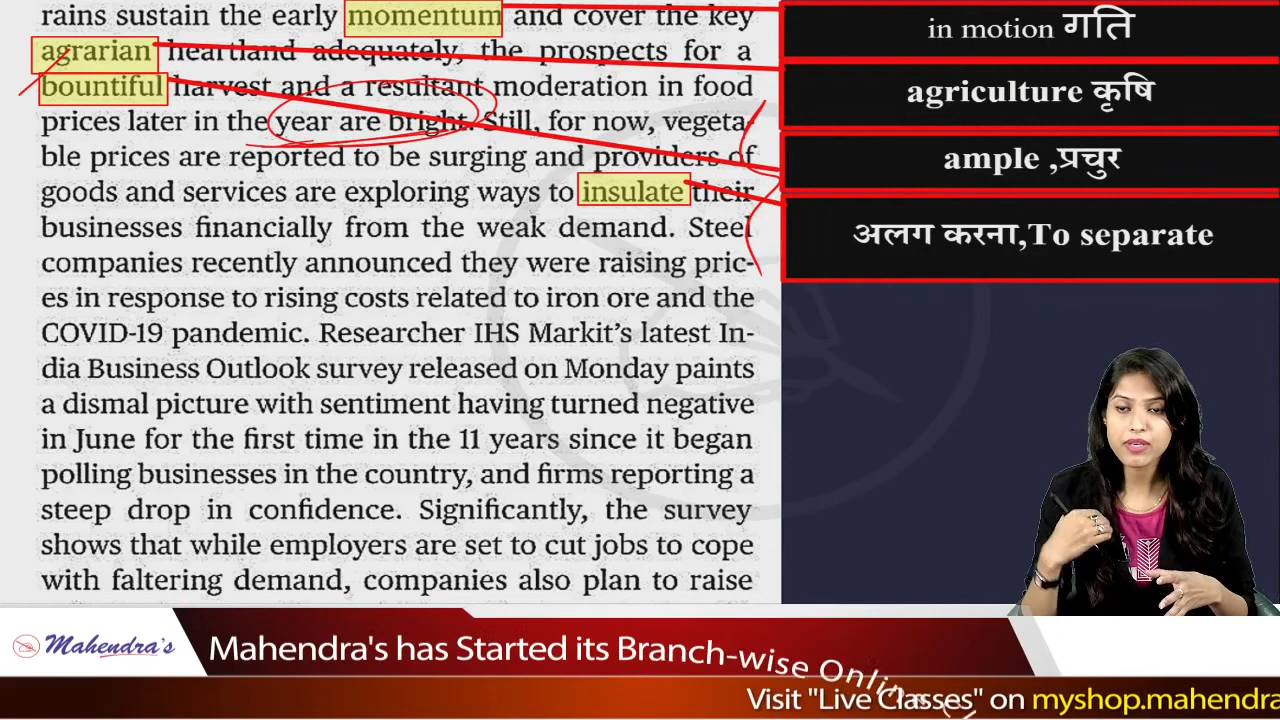 rains sustain the early momentum and cover the key
agrarian heartland adequately, the prospects for a
bountiful harvest and a resultant moderation in food
prices later in the year are bright. Still, for now, vegeta-
ble prices are reported to be surging and providers of
goods and services are exploring ways to insulate their
businesses financially from the weak demand. Steel
companies recently announced they were raising pric-
es in response to rising costs related to iron ore and the
COVID-19 pandemic. Researcher IHS Markit's latest In-
dia Business Outlook survey released on Monday paints
a dismal picture with sentiment having turned negative
in June for the first time in the 11 years since it began
polling businesses in the country, and firms reporting a
steep drop in confidence. Significantly, the survey
shows that while employers are set to cut jobs to cope
with faltering demand, companies also plan to raise
in motion गति
agriculture कृषि
ample ,प्रचुर
अलग करना,To separate
Mahendra's
Mahendra's has Started its Branch-wise Online
Visit "Live Classes" on myshop.mahendra